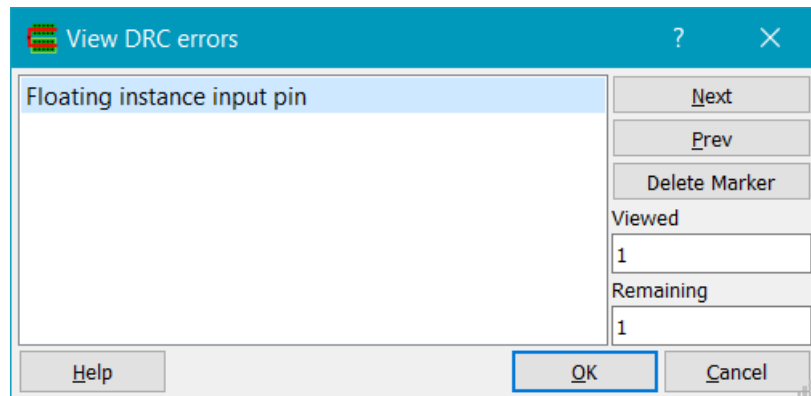 View DRC errors
?
Floating instance input pin
Next
Prev
Delete Marker
Viewed
1
Remaining
1
Help
OK
Cancel